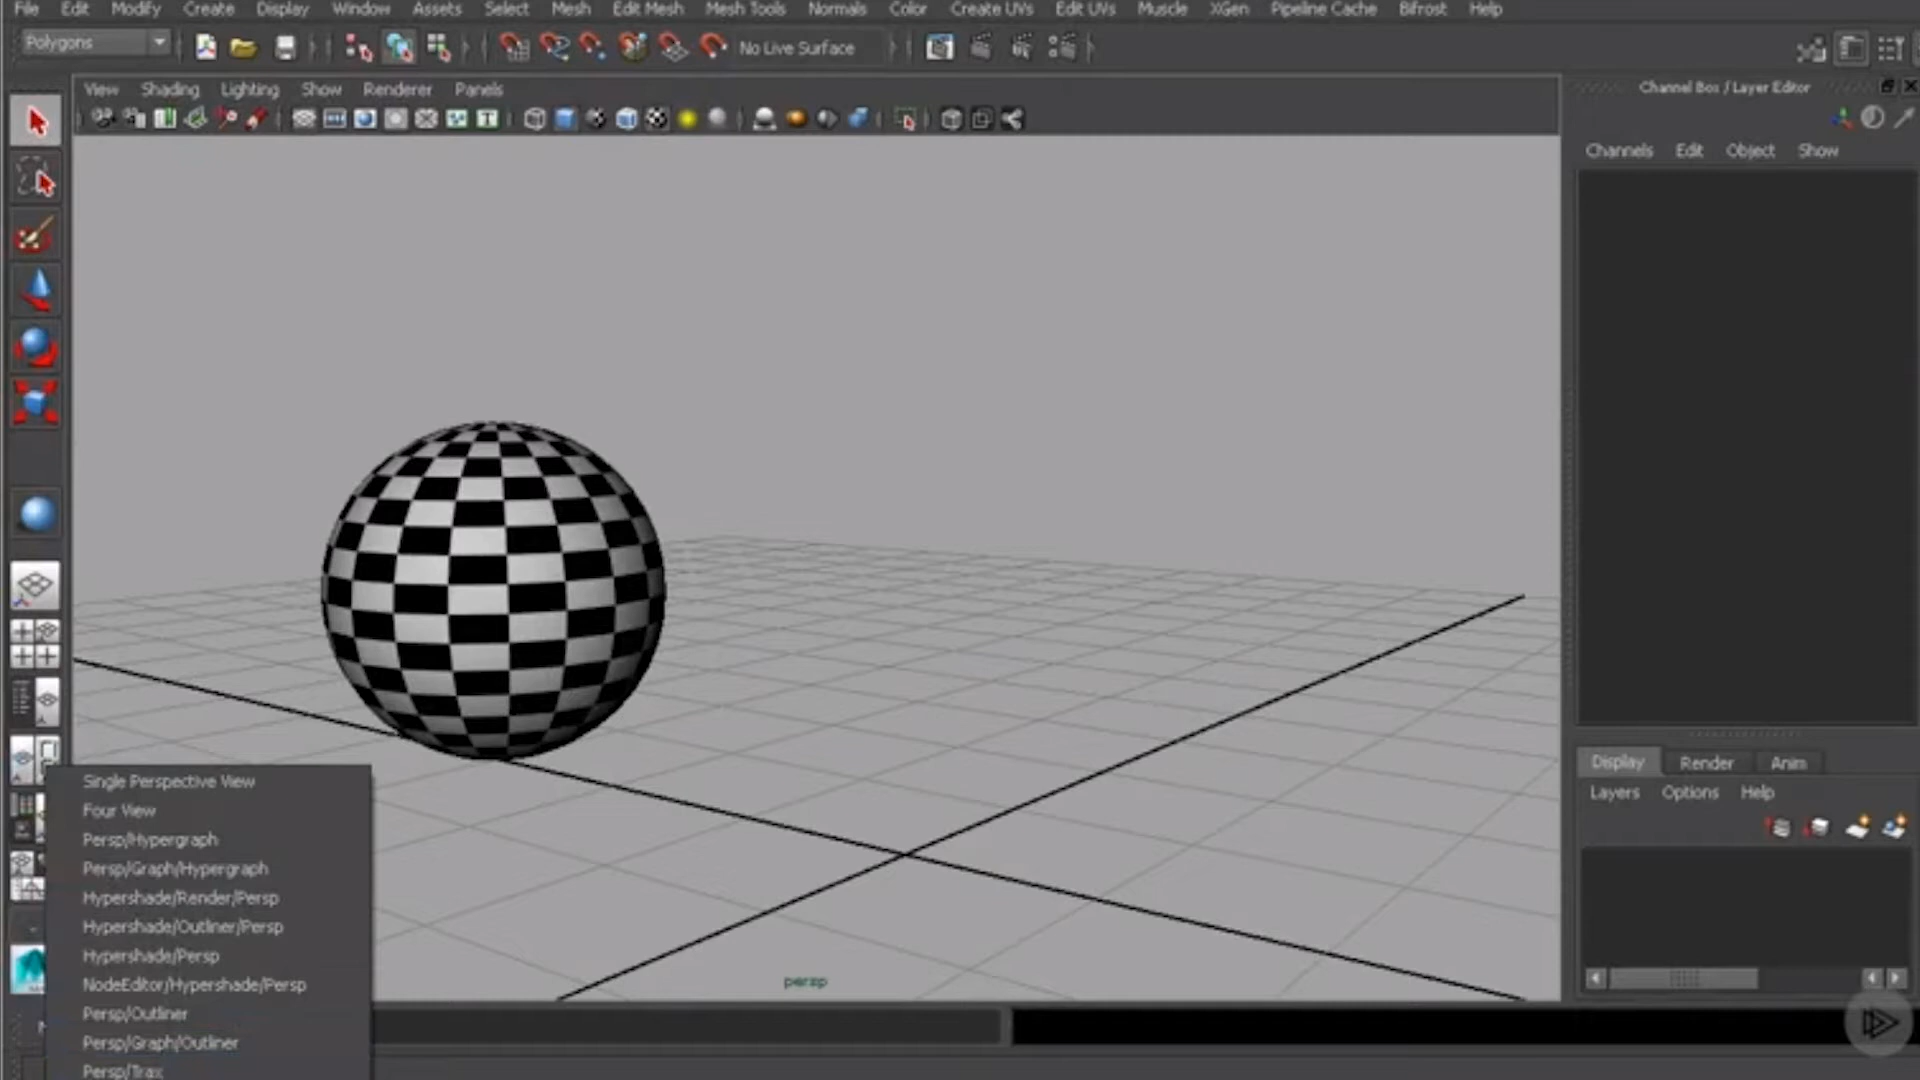 File Edit Modify Create Display Window Assets Select Mesh Edit Mesh Mesh Tools Normals Color Create UVs Edit UVs Muscle XGen Pipeline Cache Bifrost Help
Polygons
No Live Surface
View Shading Lighting Show Renderer Panels
Channel Box / Layer Editor
Channels Edit Object Show
persp
Display Render Anim
Layers Options Help
Single Perspective View
Four View
Persp/Hypergraph
Persp/Graph/Hypergraph
Hypershade/Render/Persp
Hypershade/Outliner/Persp
Hypershade/Persp
NodeEditor/Hypershade/Persp
Persp/Outliner
Persp/Graph/Outliner
Persp/Trax